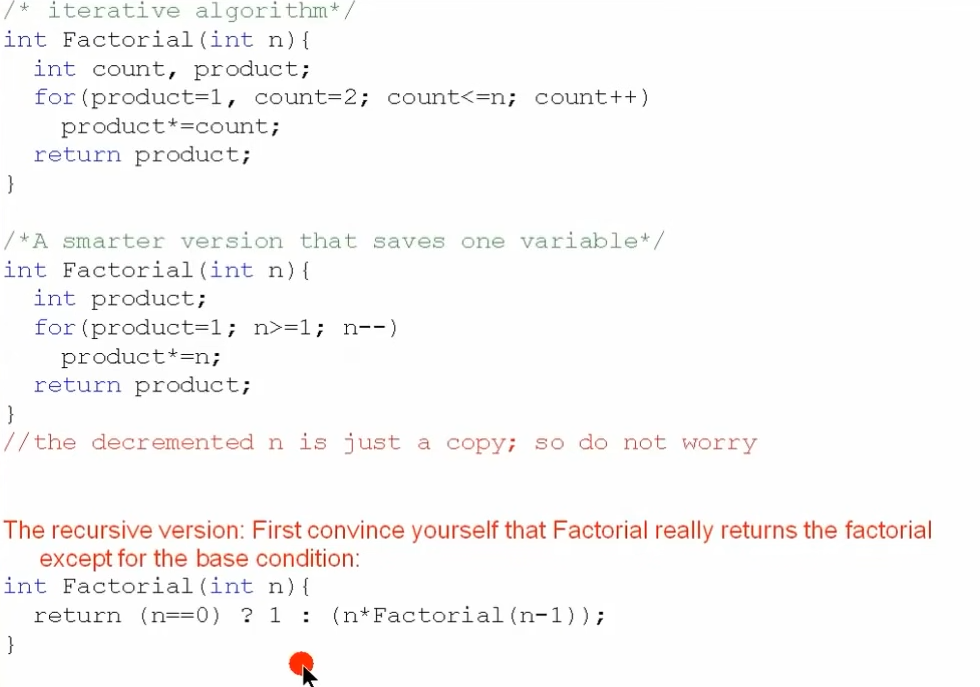 /* iterative algorithm*/
int Factorial(int n){
  int count, product;
  for(product=1, count=2; count<=n; count++)
    product*=count;
  return product;
}
/*A smarter version that saves one variable*/
int Factorial(int n){
  int product;
  for(product=1; n>=1; n--)
    product*=n;
  return product;
}
//the decremented n is just a copy; so do not worry
The recursive version: First convince yourself that Factorial really returns the factorial
except for the base condition:
int Factorial(int n){
  return (n==0) ? 1 : (n*Factorial(n-1));
}